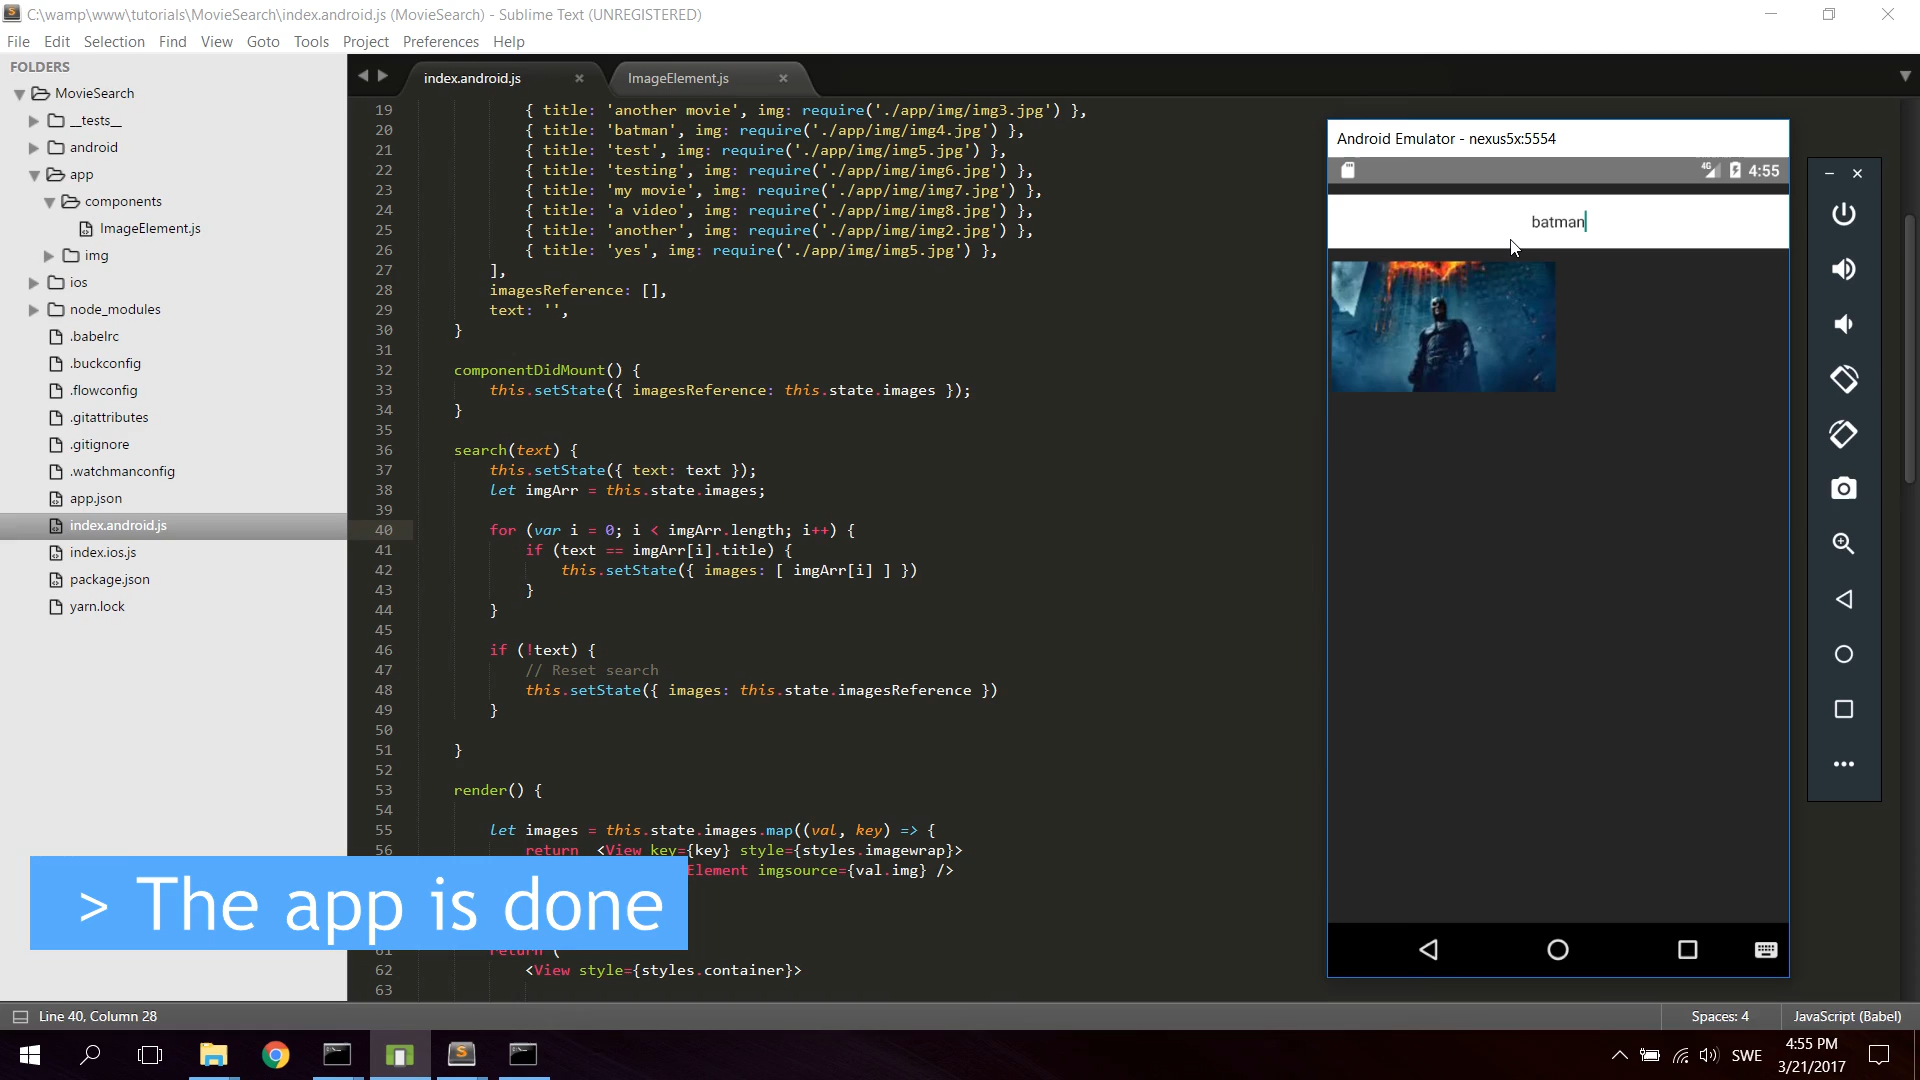 C:\wamp\www\tutorials\MovieSearch\index.android.js (MovieSearch) - Sublime Text (UNREGISTERED)
File Edit Selection Find View Goto Tools Project Preferences Help
FOLDERS
MovieSearch
__tests__
android
app
components
ImageElement.js
img
ios
node_modules
.babelrc
.buckconfig
.flowconfig
.gitattributes
.gitignore
.watchmanconfig
app.json
index.android.js
index.ios.js
package.json
yarn.lock
index.android.js × ImageElement.js ×
19 { title: 'another movie', img: require('./app/img/img3.jpg') },
20 { title: 'batman', img: require('./app/img/img4.jpg') },
21 { title: 'test', img: require('./app/img/img5.jpg') },
22 { title: 'testing', img: require('./app/img/img6.jpg') },
23 { title: 'my movie', img: require('./app/img/img7.jpg') },
24 { title: 'a video', img: require('./app/img/img8.jpg') },
25 { title: 'another', img: require('./app/img/img2.jpg') },
26 { title: 'yes', img: require('./app/img/img5.jpg') },
27 ],
28 imagesReference: [],
29 text: '',
30 }
31
32 componentDidMount() {
33 this.setState({ imagesReference: this.state.images });
34 }
35
36 search(text) {
37 this.setState({ text: text });
38 let imgArr = this.state.images;
39
40 for (var i = 0; i < imgArr.length; i++) {
41 if (text == imgArr[i].title) {
42 this.setState({ images: [ imgArr[i] ] })
43 }
44 }
45
46 if (!text) {
47 // Reset search
48 this.setState({ images: this.state.imagesReference })
49 }
50
51 }
52
53 render() {
54
55 let images = this.state.images.map((val, key) => {
56 return <View key={key} style={styles.imagewrap}>
Element imgsource={val.img} />
> The app is done
61 return (
62 <View style={styles.container}>
63
Android Emulator - nexus5x:5554
4G 4:55
batman
Line 40, Column 28 Spaces: 4 JavaScript (Babel)
SWE
4:55 PM
3/21/2017